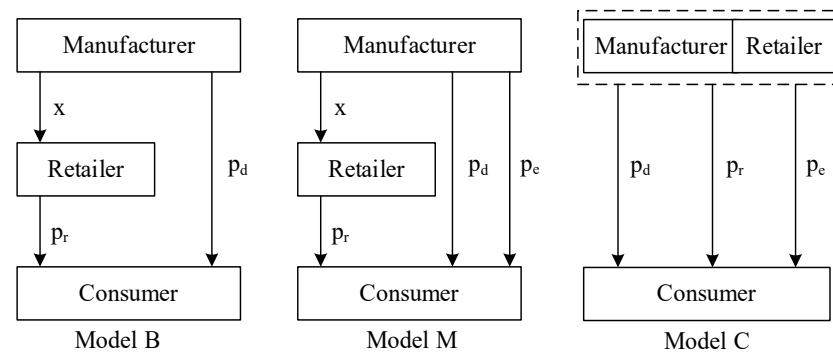 Manufacturer
x
Retailer
pd
pr
Consumer
Model B
Manufacturer
x
Retailer
pd
pe
pr
Consumer
Model M
Manufacturer
Retailer
pd
pr
pe
Consumer
Model C